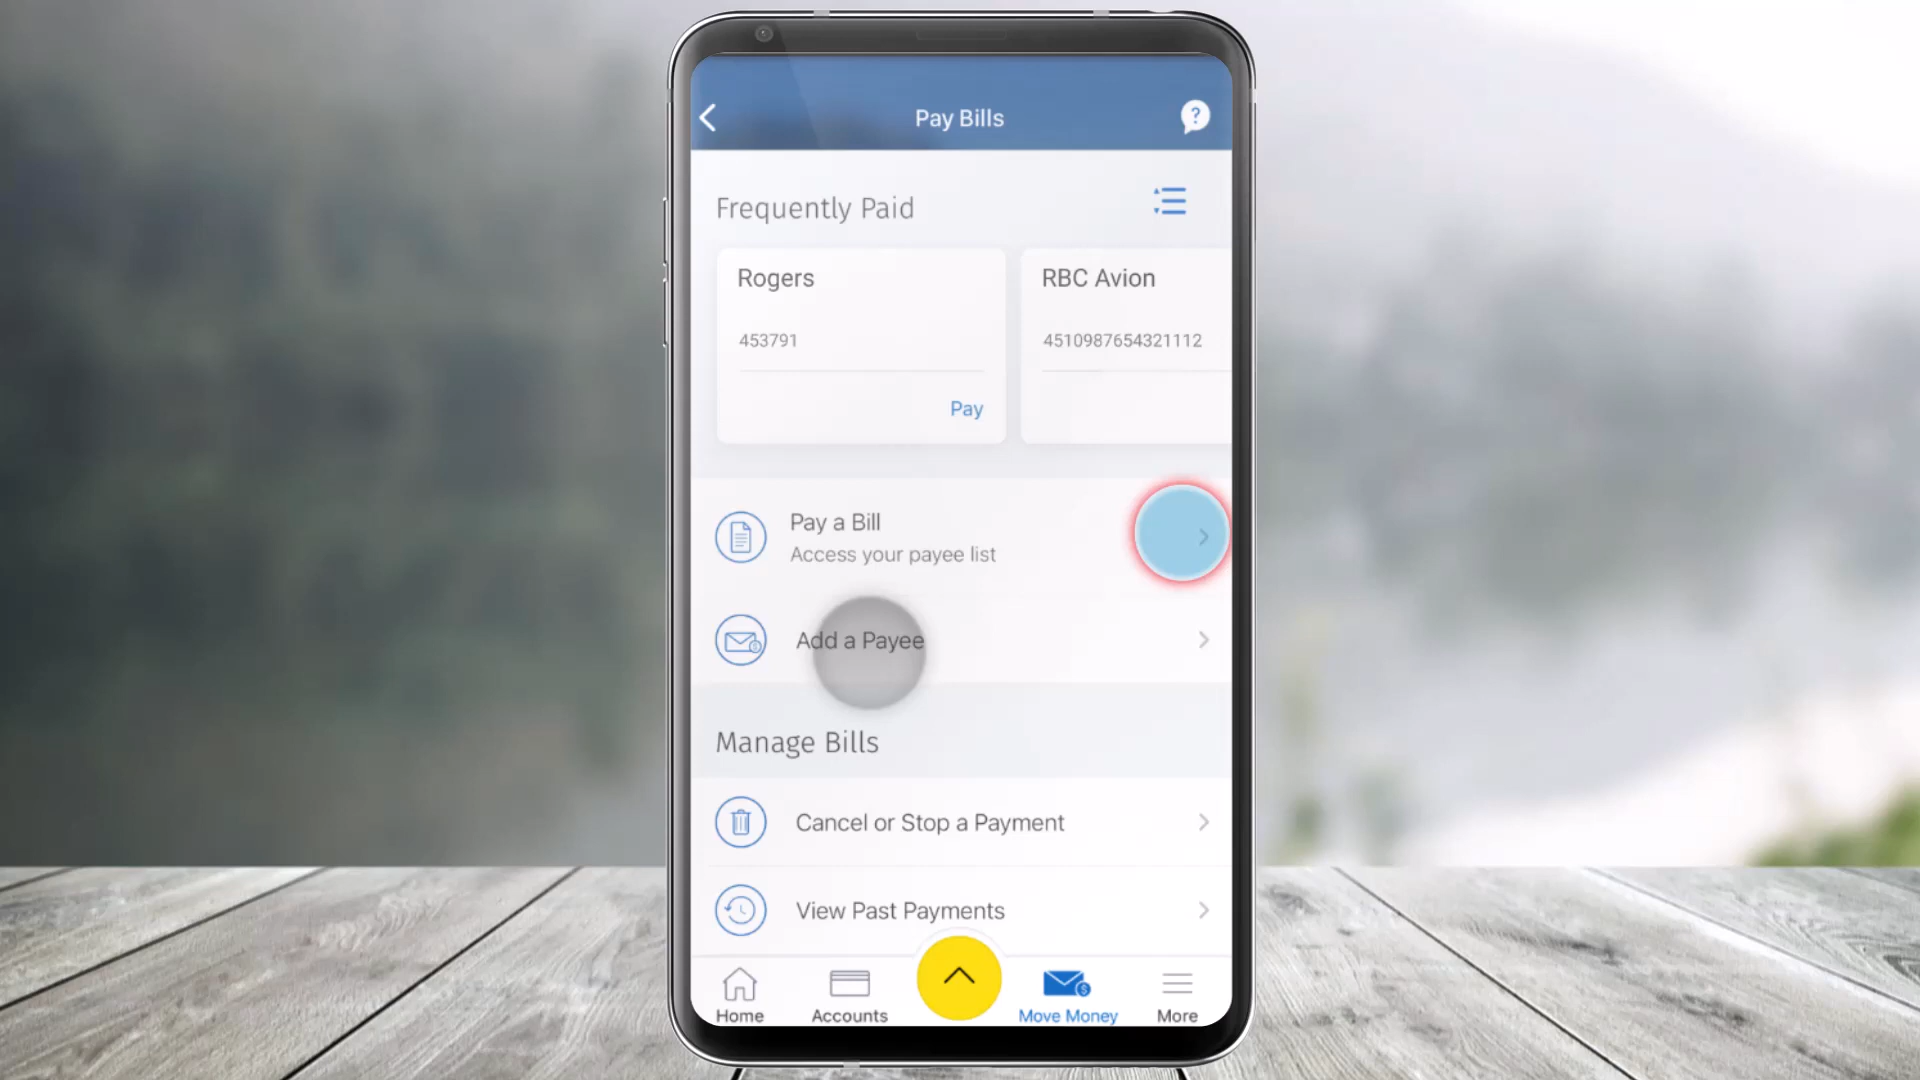 Pay Bills
?
Frequently Paid
Rogers
RBC Avion
453791
4510987654321112
Pay
Pay a Bill
Access your payee list
Add a Payee
Manage Bills
Cancel or Stop a Payment
View Past Payments
$
Home
Accounts
Move Money
More